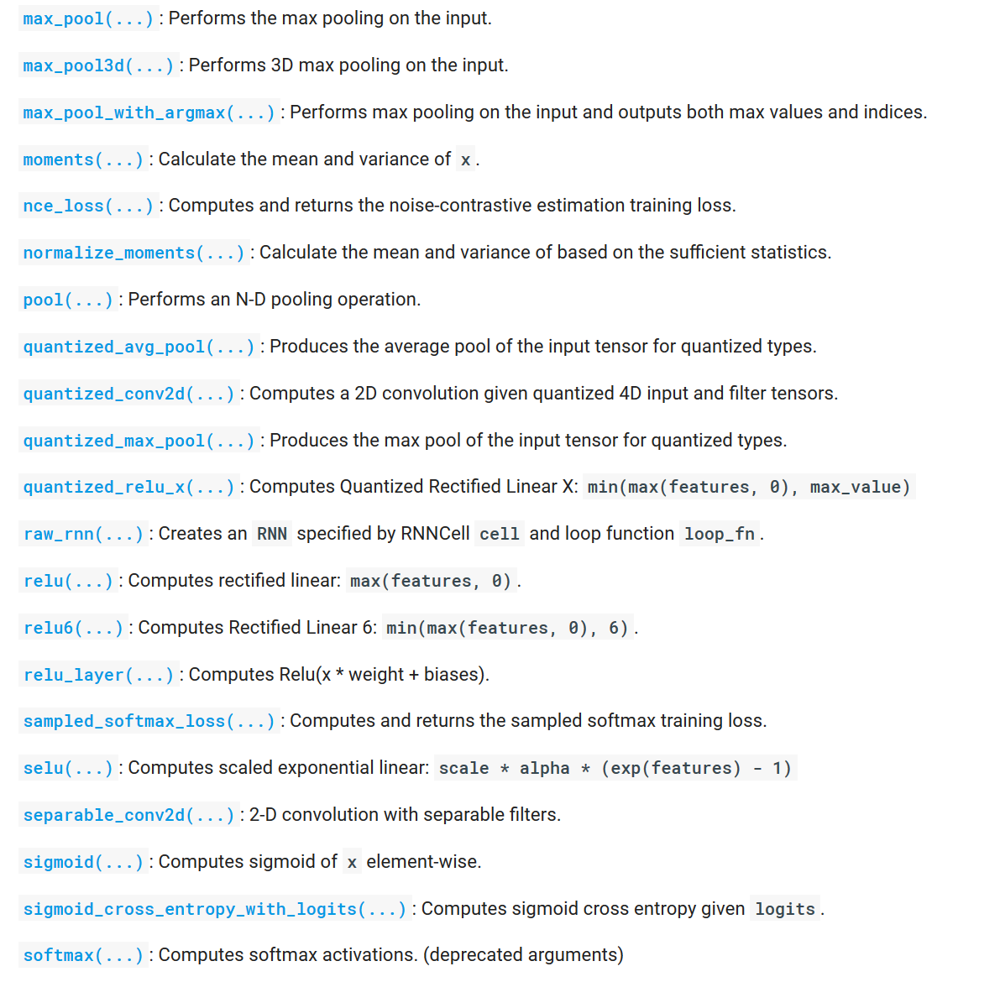 max_pool(...) : Performs the max pooling on the input.
max_pool3d(...) : Performs 3D max pooling on the input.
max_pool_with_argmax(...) : Performs max pooling on the input and outputs both max values and indices.
moments(...) : Calculate the mean and variance of x .
nce_loss(...) : Computes and returns the noise-contrastive estimation training loss.
normalize_moments(...) : Calculate the mean and variance of based on the sufficient statistics.
pool(...) : Performs an N-D pooling operation.
quantized_avg_pool(...) : Produces the average pool of the input tensor for quantized types.
quantized_conv2d(...) : Computes a 2D convolution given quantized 4D input and filter tensors.
quantized_max_pool(...) : Produces the max pool of the input tensor for quantized types.
quantized_relu_x(...) : Computes Quantized Rectified Linear X: min(max(features, 0), max_value)
raw_rnn(...) : Creates an RNN specified by RNNCell cell and loop function loop_fn .
relu(...) : Computes rectified linear: max(features, 0) .
relu6(...) : Computes Rectified Linear 6: min(max(features, 0), 6) .
relu_layer(...) : Computes Relu(x * weight + biases).
sampled_softmax_loss(...) : Computes and returns the sampled softmax training loss.
selu(...) : Computes scaled exponential linear: scale * alpha * (exp(features) - 1)
separable_conv2d(...) : 2-D convolution with separable filters.
sigmoid(...) : Computes sigmoid of x element-wise.
sigmoid_cross_entropy_with_logits(...) : Computes sigmoid cross entropy given logits .
softmax(...) : Computes softmax activations. (deprecated arguments)